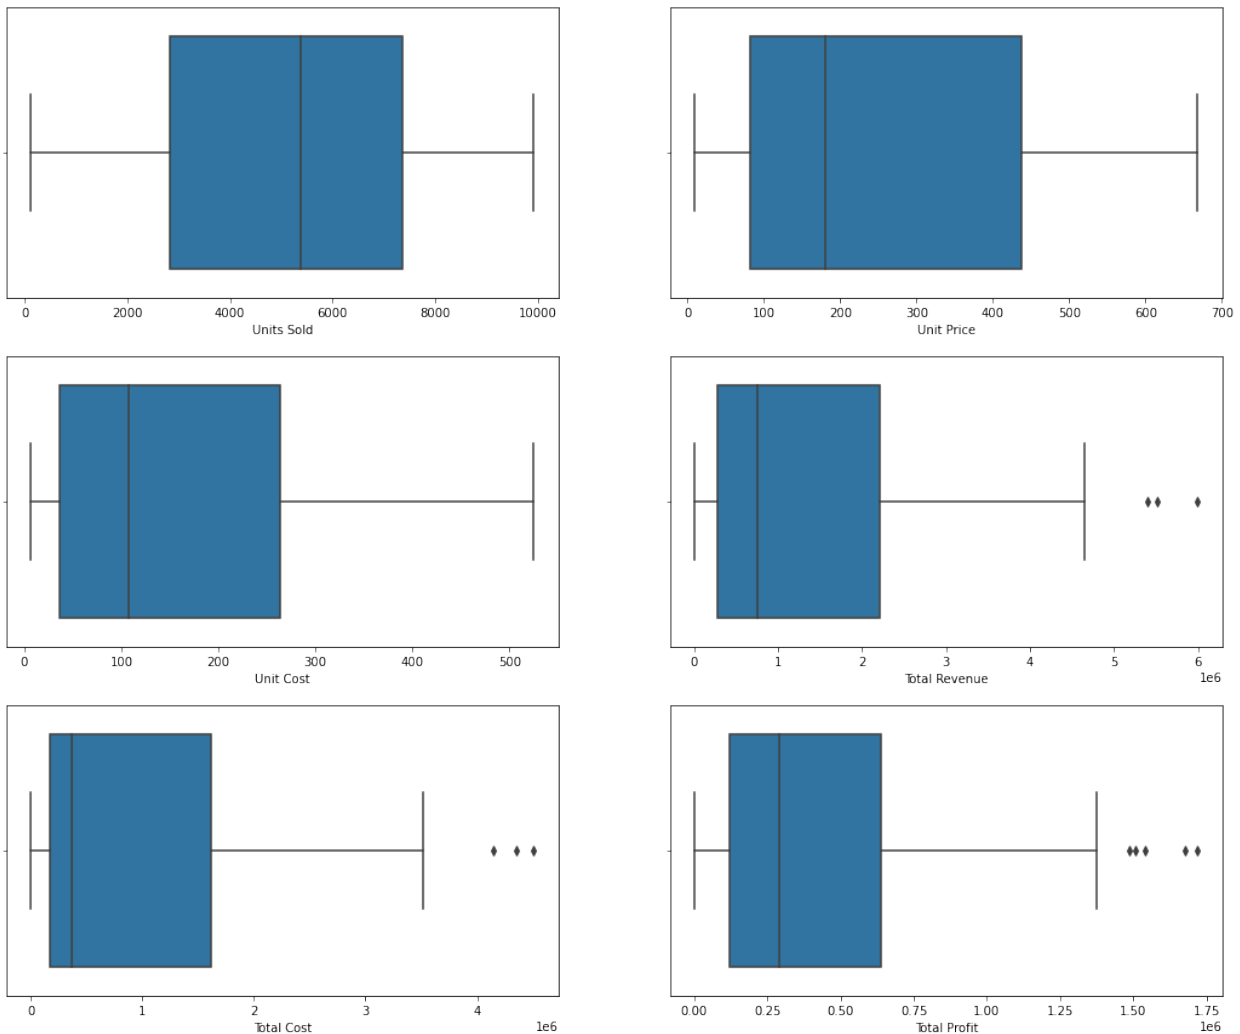 0 2000 4000 6000 8000 10000
Units Sold
0 100 200 300 400 500 600 700
Unit Price
0 100 200 300 400 500
Unit Cost
0 1 2 3 4 5 6
1e6
Total Revenue
0 1 2 3 4
1e6
Total Cost
0.00 0.25 0.50 0.75 1.00 1.25 1.50 1.75
1e6
Total Profit